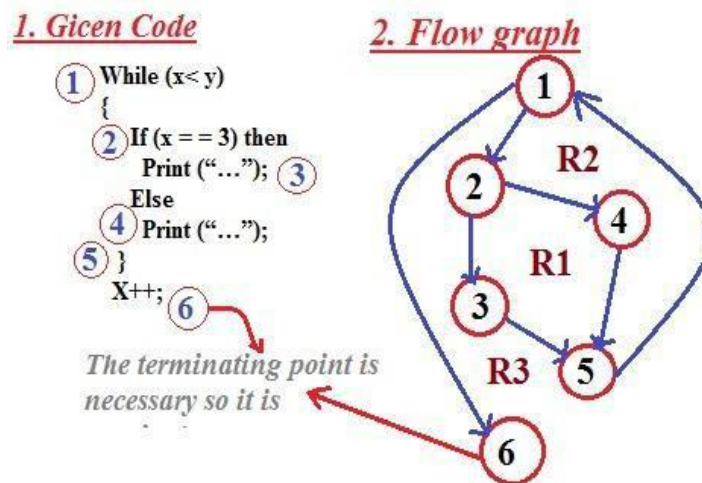 1. Gicen Code
1 While (x< y)
{
2 If (x = = 3) then
Print (“…”); 3
Else
4 Print (“…”);
5 }
X++; 6
The terminating point is
necessary so it is
2. Flow graph
1
R2
2
4
R1
3
R3
5
6